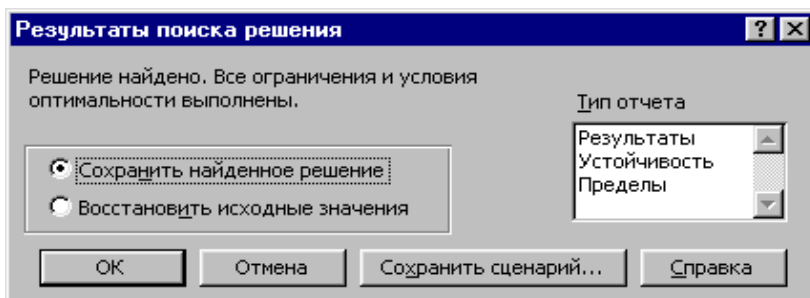 Результаты поиска решения
Решение найдено. Все ограничения и условия
оптимальности выполнены.
Тип отчета
Результаты
Устойчивость
Пределы
Сохранить найденное решение
Восстановить исходные значения
ОК
Отмена
Сохранить сценарий...
Справка